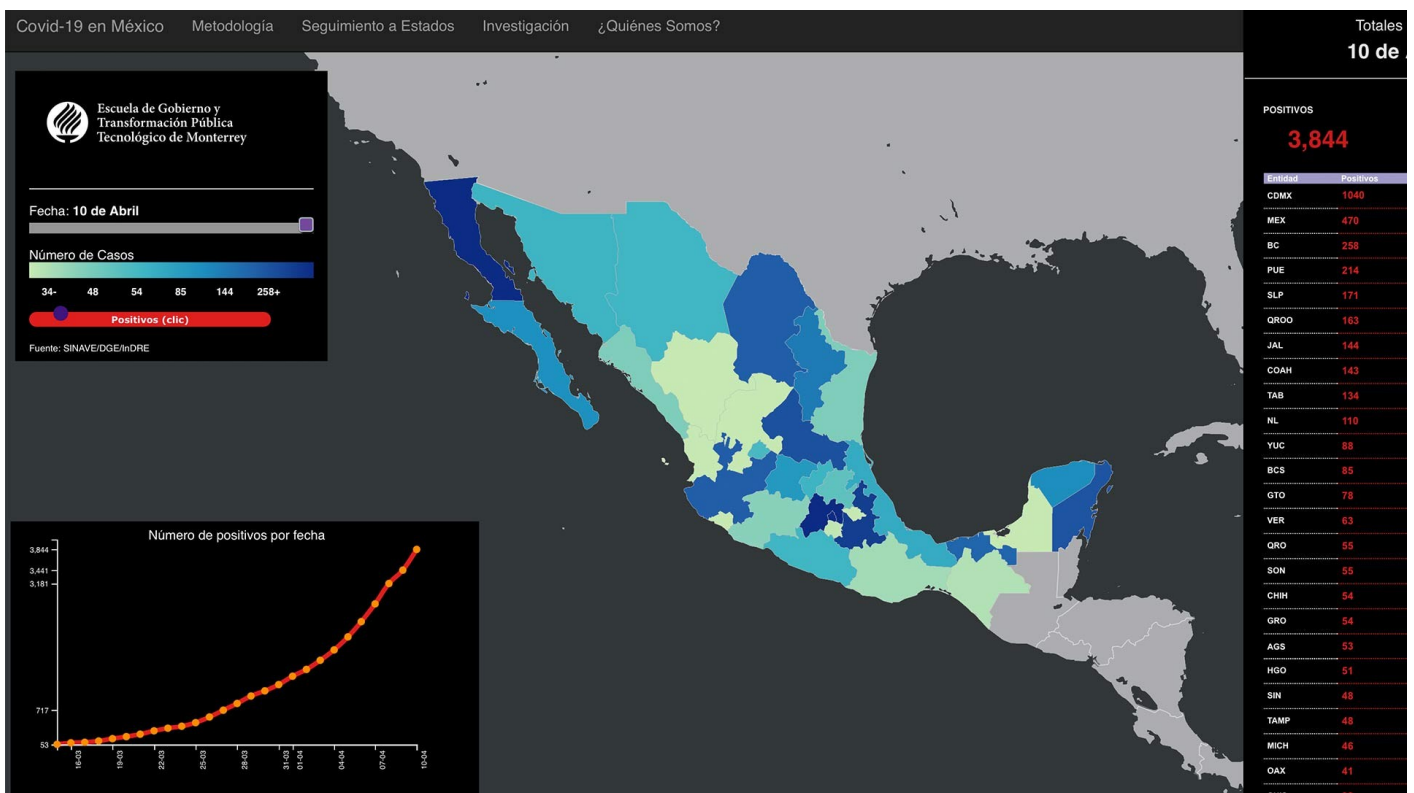 Covid-19 en México Metodología Seguimiento a Estados Investigación ¿Quiénes Somos?
Escuela de Gobierno y
Transformación Pública
Tecnológico de Monterrey
Fecha: 10 de Abril
Número de Casos
34- 48 54 85 144 258+
Positivos (clic)
Fuente: SINAVE/DGE/InDRE
Número de positivos por fecha
3,844
3,441
3.181
717
53
16-03 19-03 22-03 25-03 28-03 31-03 01-04 04-04 07-04 10-04
Totales
10 de
POSITIVOS
3,844
Entidad Positivos
CDMX 1040
MEX 470
BC 258
PUE 214
SLP 171
QROO 163
JAL 144
COAH 143
TAB 134
NL 110
YUC 88
BCS 85
GTO 78
VER 63
QRO 55
SON 55
CHIH 54
GRO 54
AGS 53
HGO 51
SIN 48
TAMP 48
MICH 46
OAX 41